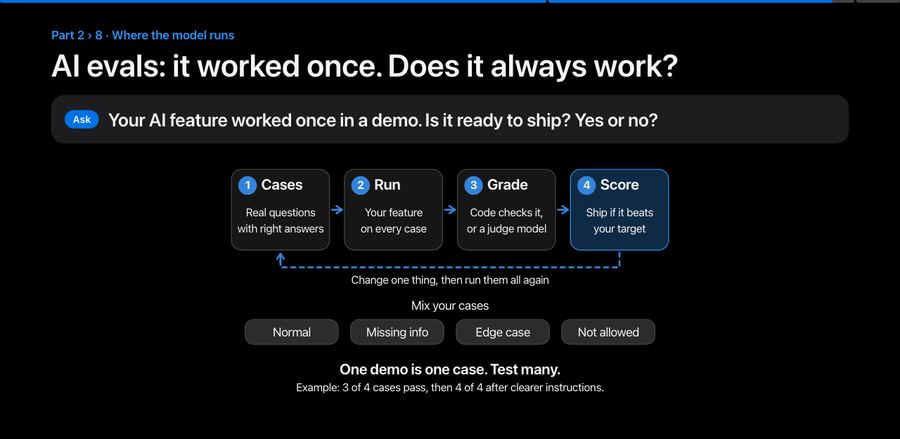 Part 2 › 8 · Where the model runs
AI evals: it worked once. Does it always work?
Ask
Your AI feature worked once in a demo. Is it ready to ship? Yes or no?
1 Cases
Real questions
with right answers
2 Run
Your feature
on every case
3 Grade
Code checks it,
or a judge model
4 Score
Ship if it beats
your target
Change one thing, then run them all again
Mix your cases
Normal
Missing info
Edge case
Not allowed
One demo is one case. Test many.
Example: 3 of 4 cases pass, then 4 of 4 after clearer instructions.